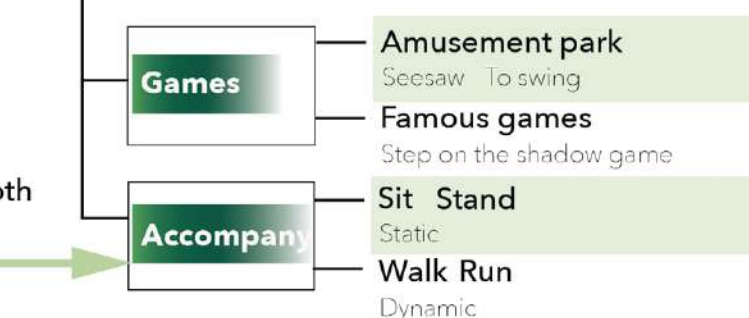 Games
Amusement park
Seesaw To swing
Famous games
Step on the shadow game
oth
Accompany
Sit Stand
Static
Walk Run
Dynamic